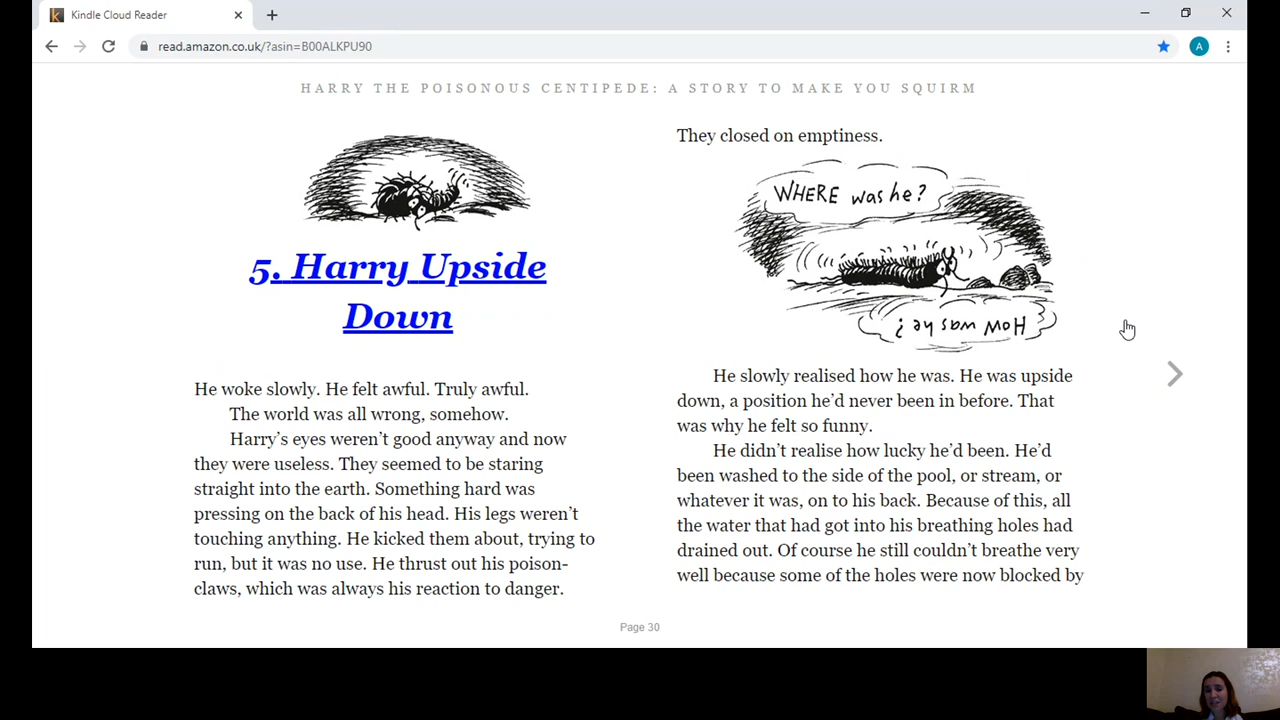 Kindle Cloud Reader
read.amazon.co.uk/?asin=B00ALKPU90
A
HARRY THE POISONOUS CENTIPEDE: A STORY TO MAKE YOU SQUIRM
5. Harry Upside
Down
He woke slowly. He felt awful. Truly awful.
The world was all wrong, somehow.
Harry's eyes weren't good anyway and now
they were useless. They seemed to be staring
straight into the earth. Something hard was
pressing on the back of his head. His legs weren't
touching anything. He kicked them about, trying to
run, but it was no use. He thrust out his poison-
claws, which was always his reaction to danger.
They closed on emptiness.
WHERE was he?
How was he?
He slowly realised how he was. He was upside
down, a position he'd never been in before. That
was why he felt so funny.
He didn't realise how lucky he'd been. He'd
been washed to the side of the pool, or stream, or
whatever it was, on to his back. Because of this, all
the water that had got into his breathing holes had
drained out. Of course he still couldn't breathe very
well because some of the holes were now blocked by
Page 30